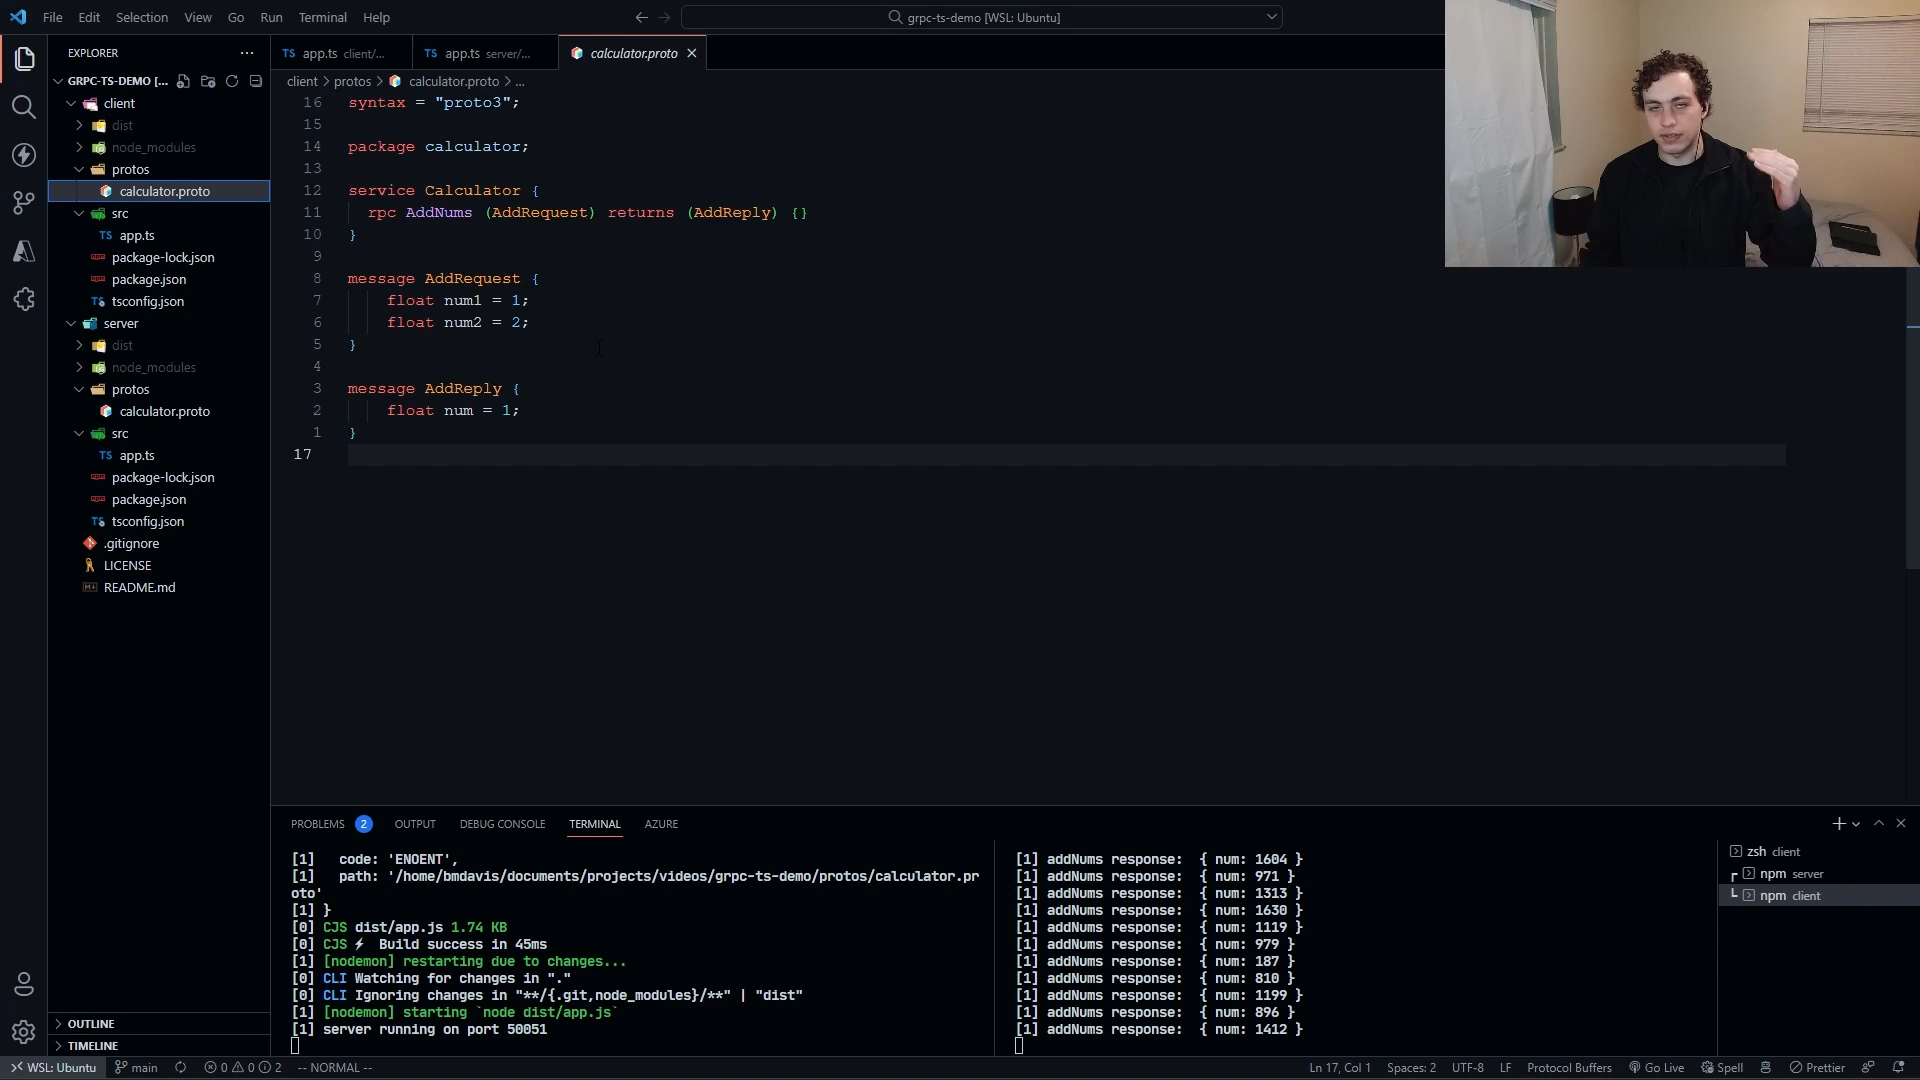 File Edit Selection View Go Run Terminal Help
grpc-ts-demo [WSL: Ubuntu]
EXPLORER
GRPC-TS-DEMO [...
client
dist
node_modules
protos
calculator.proto
src
TS app.ts
package-lock.json
package.json
tsconfig.json
server
dist
node_modules
protos
calculator.proto
src
TS app.ts
package-lock.json
package.json
tsconfig.json
.gitignore
LICENSE
README.md
OUTLINE
TIMELINE
TS app.ts client/... TS app.ts server/... calculator.proto
client > protos > calculator.proto > ...
16 syntax = "proto3";
15
14 package calculator;
13
12 service Calculator {
11 rpc AddNums (AddRequest) returns (AddReply) {}
10 }
9
8 message AddRequest {
7 float num1 = 1;
6 float num2 = 2;
5 }
4
3 message AddReply {
2 float num = 1;
1 }
17
PROBLEMS 2 OUTPUT DEBUG CONSOLE TERMINAL AZURE
[1] code: 'ENOENT',
[1] path: '/home/bmdavis/documents/projects/videos/grpc-ts-demo/protos/calculator.pr
oto'
[1] }
[0] CJS dist/app.js 1.74 KB
[0] CJS ⚡ Build success in 45ms
[1] [nodemon] restarting due to changes...
[0] CLI Watching for changes in "."
[0] CLI Ignoring changes in "**/{.git,node_modules}/**" | "dist"
[1] [nodemon] starting `node dist/app.js`
[1] server running on port 50051
[1] addNums response: { num: 1604 }
[1] addNums response: { num: 971 }
[1] addNums response: { num: 1313 }
[1] addNums response: { num: 1630 }
[1] addNums response: { num: 1119 }
[1] addNums response: { num: 979 }
[1] addNums response: { num: 187 }
[1] addNums response: { num: 810 }
[1] addNums response: { num: 1199 }
[1] addNums response: { num: 896 }
[1] addNums response: { num: 1412 }
zsh client
npm server
npm client
WSL: Ubuntu main 0 0 2 -- NORMAL -- Ln 17, Col 1 Spaces: 2 UTF-8 LF Protocol Buffers Go Live Spell Prettier